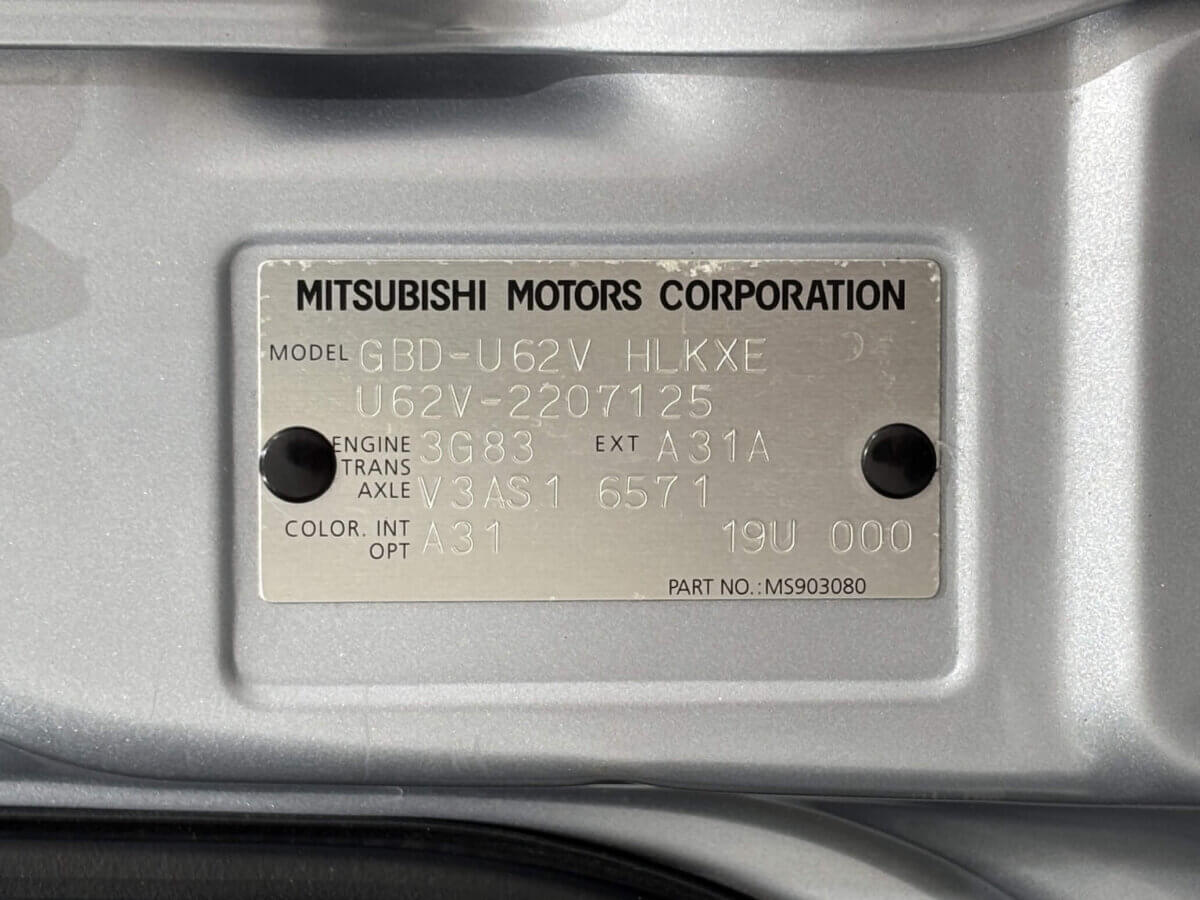 MITSUBISHI MOTORS CORPORATION
MODEL GBD-U62V HLKXE
U62V-2207125
ENGINE 3G83 EXT A31A
TRANS
AXLE V3AS1 6571
COLOR. INT
OPT A31 19U 000
PART NO.:MS903080